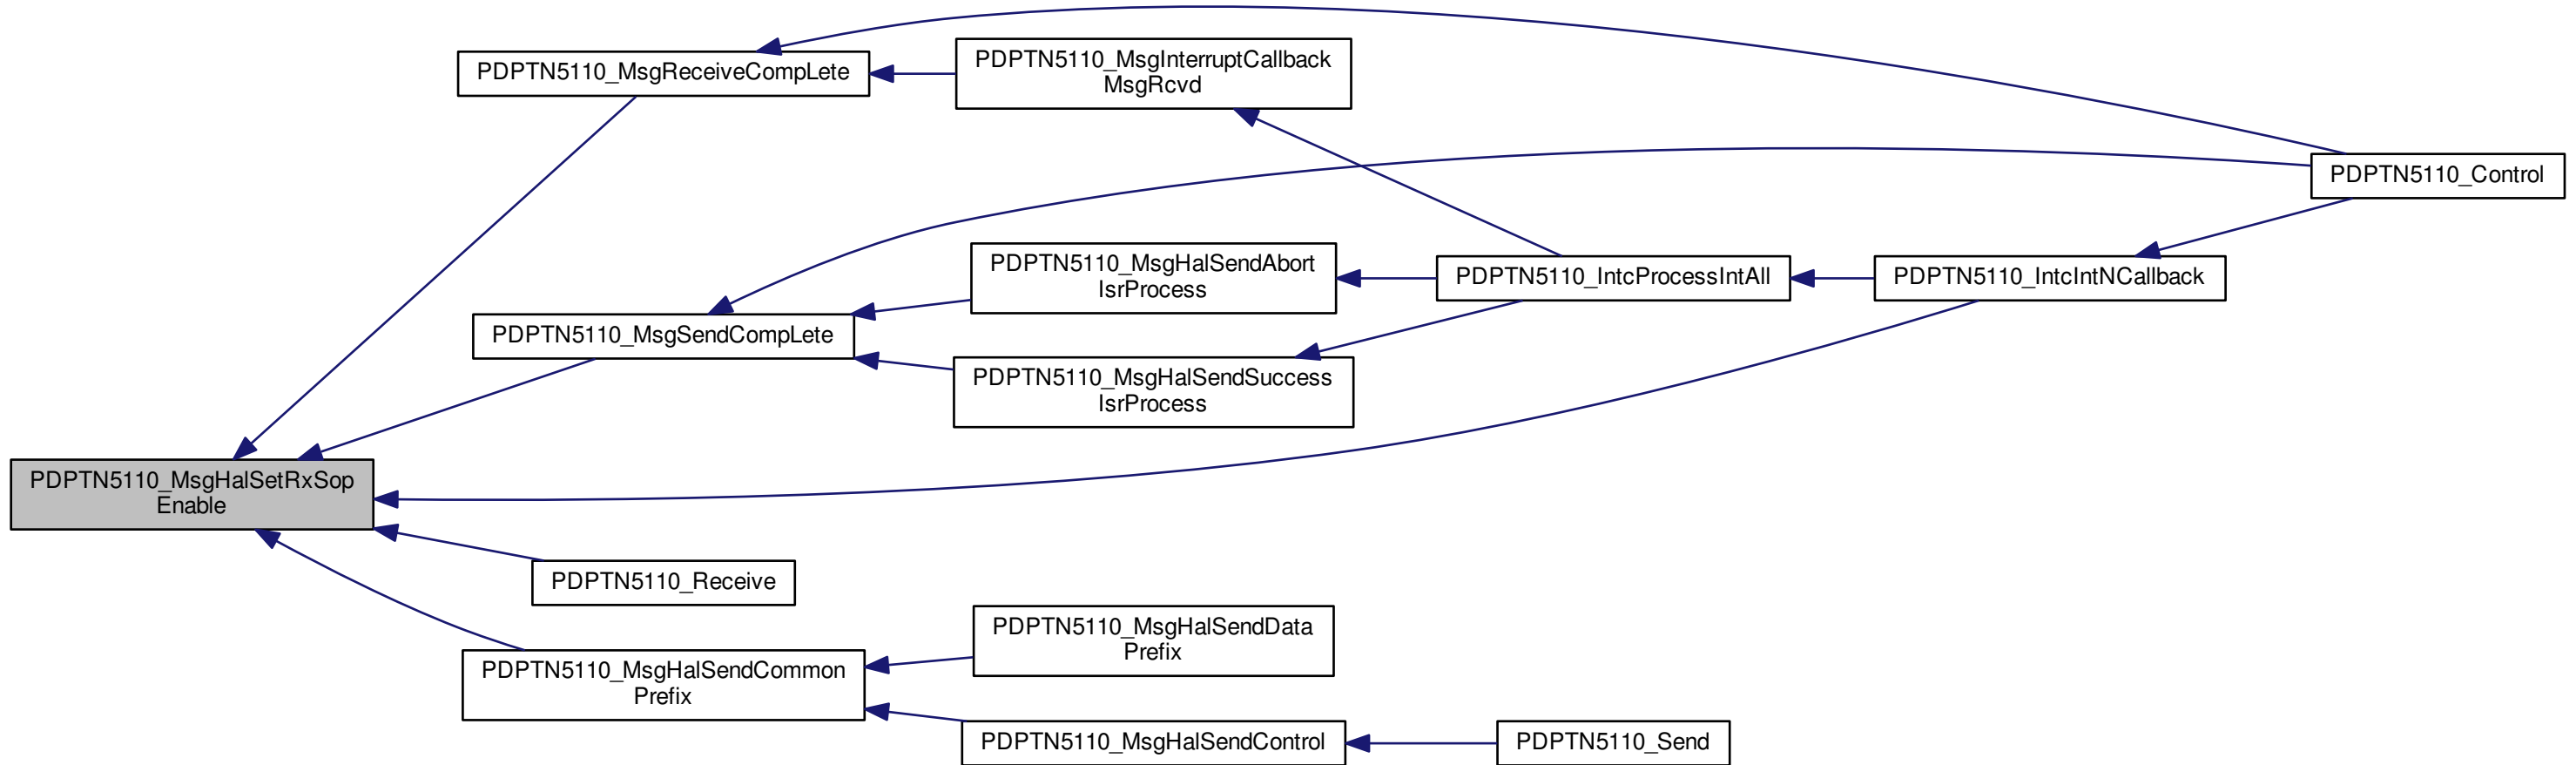 PDPTN5110_MsgReceiveCompLete
PDPTN5110_MsgInterruptCallback
MsgRcvd
PDPTN5110_Control
PDPTN5110_MsgHalSendAbort
IsrProcess
PDPTN5110_IntcProcessIntAll
PDPTN5110_IntcIntNCallback
PDPTN5110_MsgSendCompLete
PDPTN5110_MsgHalSendSuccess
IsrProcess
PDPTN5110_MsgHalSetRxSop
Enable
PDPTN5110_Receive
PDPTN5110_MsgHalSendData
Prefix
PDPTN5110_MsgHalSendCommon
Prefix
PDPTN5110_MsgHalSendControl
PDPTN5110_Send